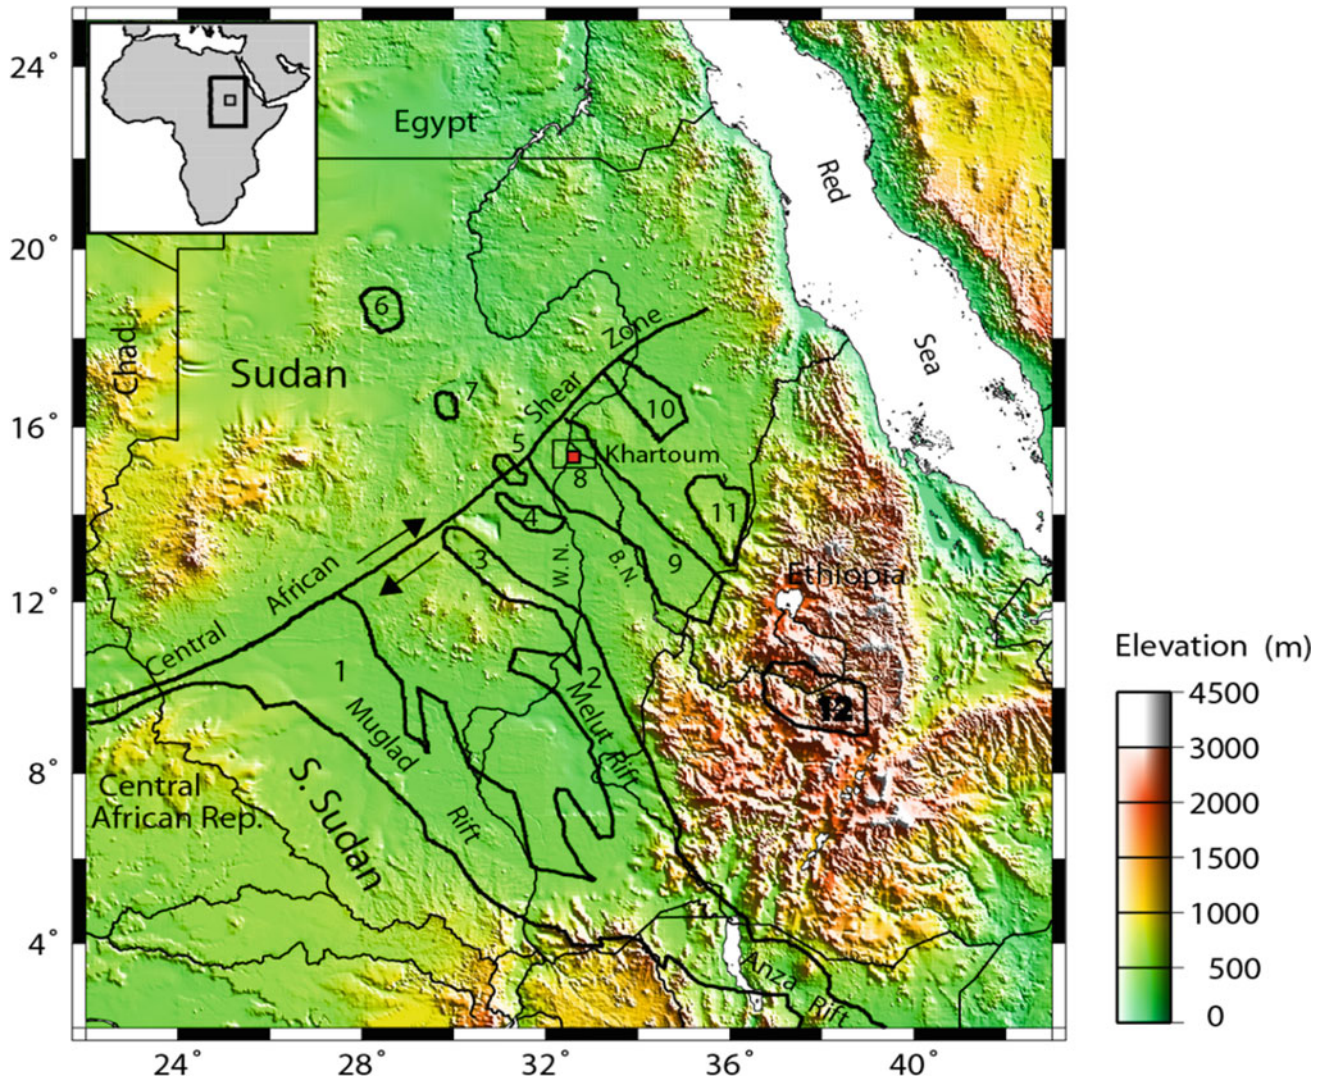 24°
20°
16°
12°
8°
4°
24°
28°
32°
36°
40°
Egypt
Red
Sea
Chad
Sudan
6
7
Zone
Shear
10
5
Khartoum
8
4
11
3
W. N.
B. N.
9
African
Central
Ethiopia
1
2
12
Muglad
Rift
Melut Rift
S. Sudan
Central
African Rep.
Anza Rift
Elevation (m)
4500
3000
2000
1500
1000
500
0